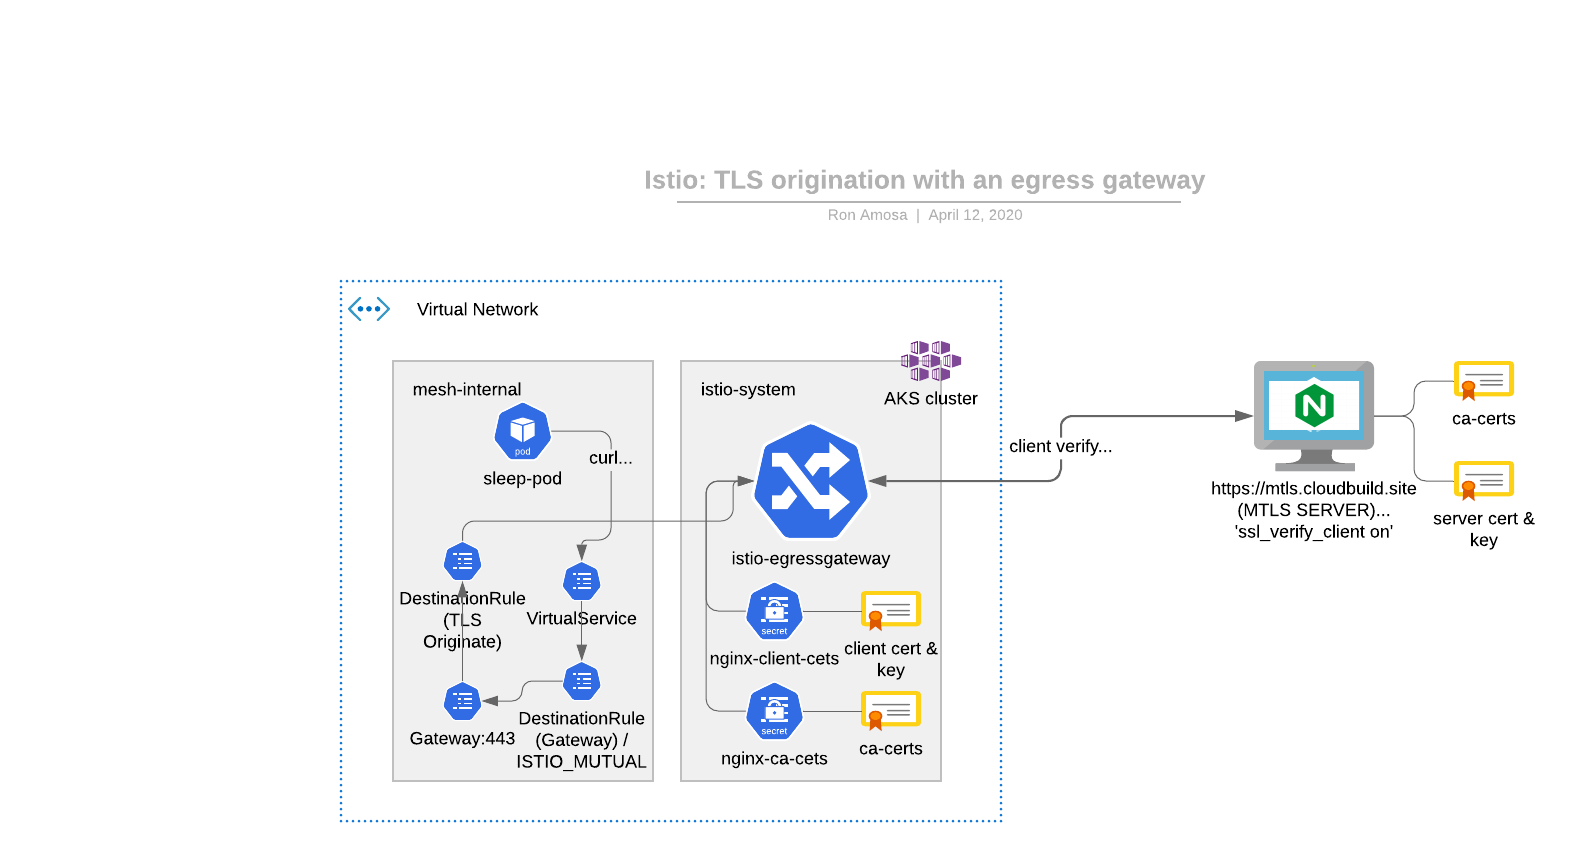 Istio: TLS origination with an egress gateway
Ron Amosa | April 12, 2020
Virtual Network
AKS cluster
mesh-internal
pod
sleep-pod
curl...
DestinationRule
(TLS
Originate)
VirtualService
Gateway:443
DestinationRule
(Gateway) /
ISTIO_MUTUAL
istio-system
istio-egressgateway
secret
nginx-client-cets
client cert &
key
secret
nginx-ca-cets
ca-certs
client verify...
https://mtls.cloudbuild.site
(MTLS SERVER)...
'ssl_verify_client on'
ca-certs
server cert &
key